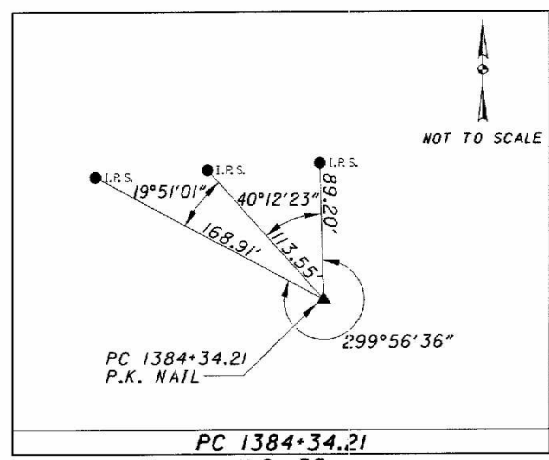 NOT TO SCALE
I.P.S.
I.P.S.
I.P.S.
19°51'01"
40°12'23"
89.20'
168.91'
113.55'
299°56'36"
PC 1384+34.21
P.K. NAIL
PC 1384+34.21